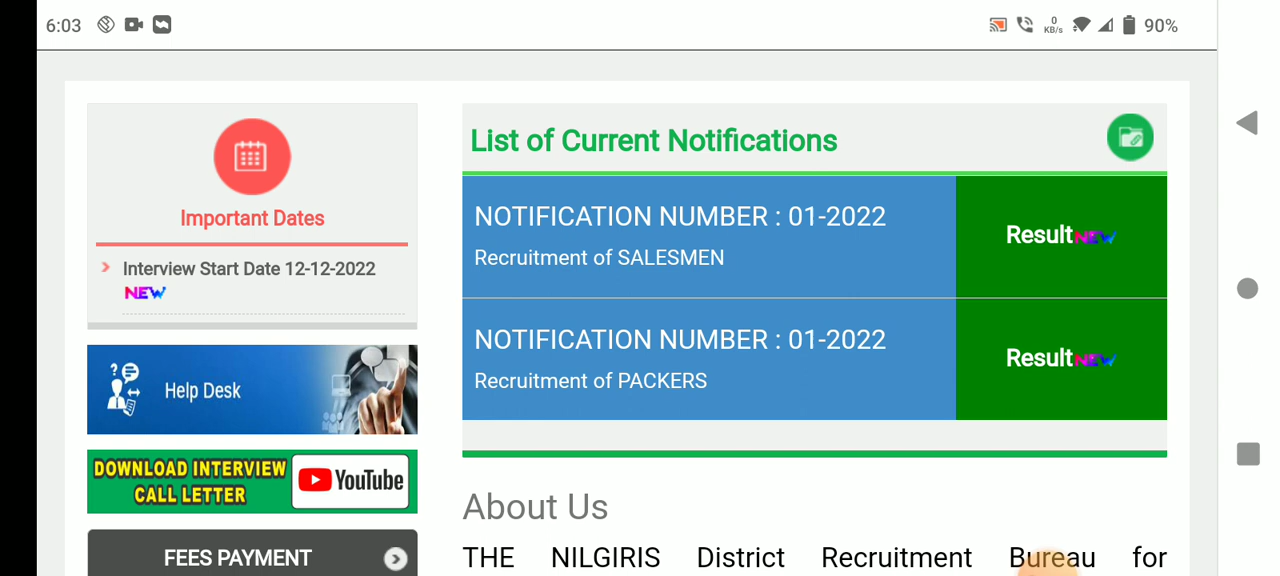 6:03
0
KB/s
90%
Important Dates
Interview Start Date 12-12-2022
NEW
Help Desk
DOWNLOAD INTERVIEW
CALL LETTER
YouTube
FEES PAYMENT
List of Current Notifications
NOTIFICATION NUMBER : 01-2022
Recruitment of SALESMEN
Result NEW
NOTIFICATION NUMBER : 01-2022
Recruitment of PACKERS
Result NEW
About Us
THE NILGIRIS District Recruitment Bureau for